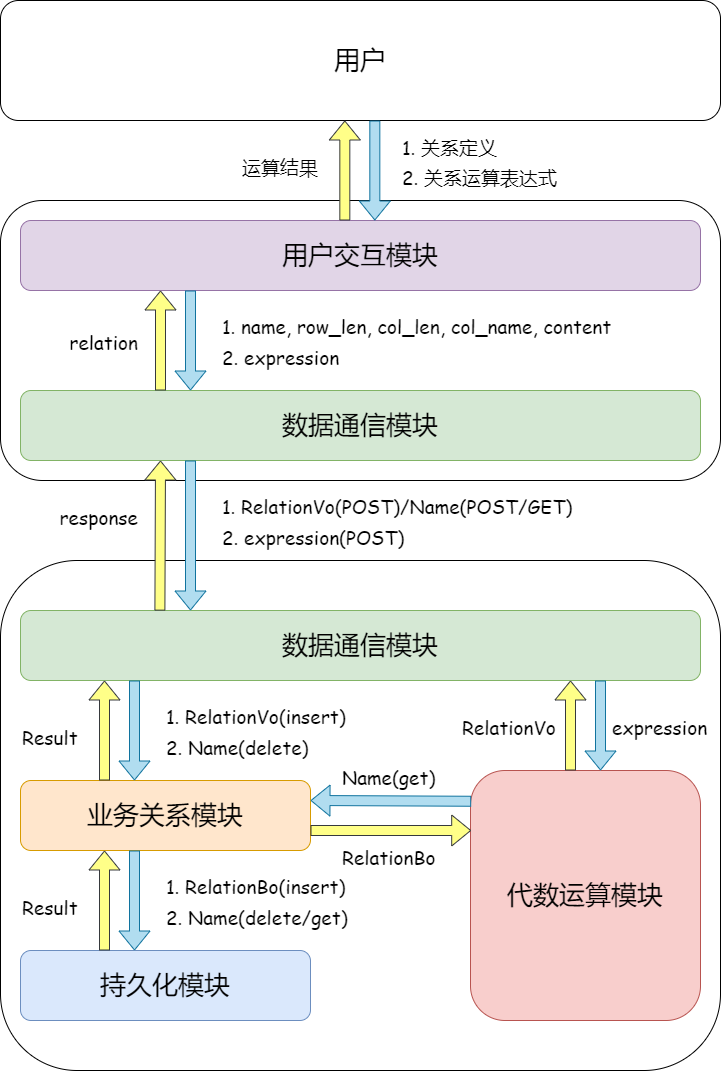 用户
运算结果
1. 关系定义
2. 关系运算表达式
用户交互模块
relation
1. name, row_len, col_len, col_name, content
2. expression
数据通信模块
response
1. RelationVo(POST)/Name(POST/GET)
2. expression(POST)
数据通信模块
Result
1. RelationVo(insert)
2. Name(delete)
RelationVo
expression
业务关系模块
Name(get)
RelationBo
代数运算模块
Result
1. RelationBo(insert)
2. Name(delete/get)
持久化模块